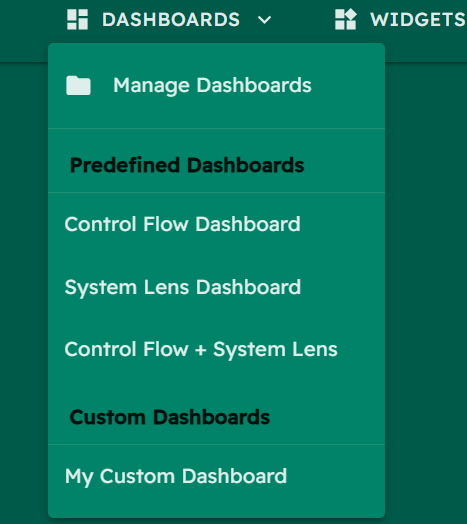 DASHBOARDS
WIDGETS
Manage Dashboards
Predefined Dashboards
Control Flow Dashboard
System Lens Dashboard
Control Flow + System Lens
Custom Dashboards
My Custom Dashboard